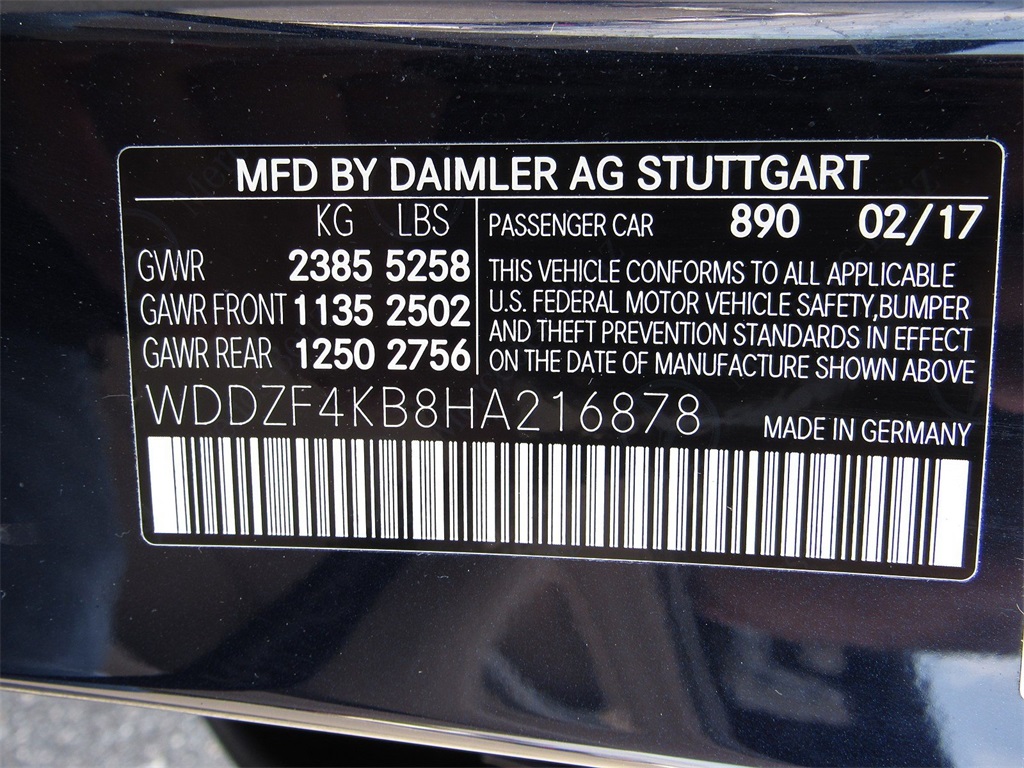 MFD BY DAIMLER AG STUTTGART
KG LBS
GVWR 2385 5258
GAWR FRONT 1135 2502
GAWR REAR 1250 2756
PASSENGER CAR 890 02/17
THIS VEHICLE CONFORMS TO ALL APPLICABLE
U.S. FEDERAL MOTOR VEHICLE SAFETY,BUMPER
AND THEFT PREVENTION STANDARDS IN EFFECT
ON THE DATE OF MANUFACTURE SHOWN ABOVE
WDDZF4KB8HA216878
MADE IN GERMANY